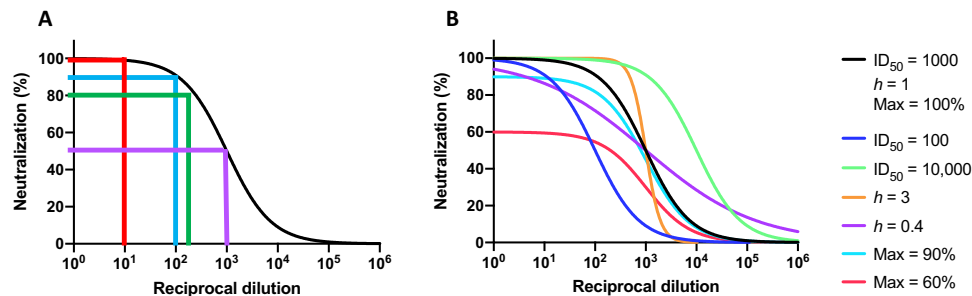 A
Neutralization (%)
100
80
60
40
20
0
10⁰ 10¹ 10² 10³ 10⁴ 10⁵ 10⁶
Reciprocal dilution
B
Neutralization (%)
100
80
60
40
20
0
10⁰ 10¹ 10² 10³ 10⁴ 10⁵ 10⁶
Reciprocal dilution
ID₅₀ = 1000
h = 1
Max = 100%
ID₅₀ = 100
ID₅₀ = 10,000
h = 3
h = 0.4
Max = 90%
Max = 60%